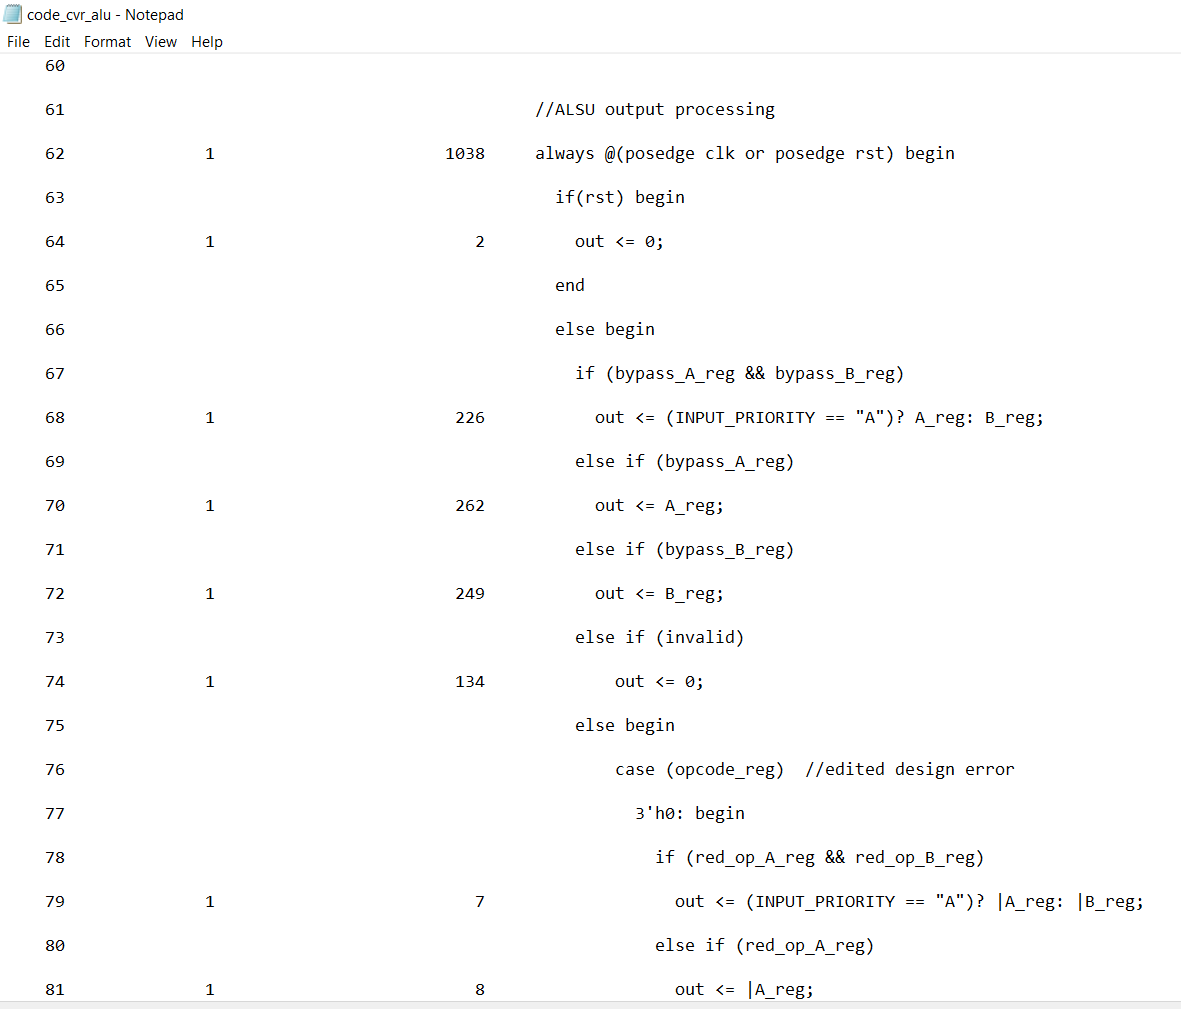 code_cvr_alu - Notepad
File Edit Format View Help
60
61 //ALSU output processing
62 1 1038 always @(posedge clk or posedge rst) begin
63 if(rst) begin
64 1 2 out <= 0;
65 end
66 else begin
67 if (bypass_A_reg && bypass_B_reg)
68 1 226 out <= (INPUT_PRIORITY == "A")? A_reg: B_reg;
69 else if (bypass_A_reg)
70 1 262 out <= A_reg;
71 else if (bypass_B_reg)
72 1 249 out <= B_reg;
73 else if (invalid)
74 1 134 out <= 0;
75 else begin
76 case (opcode_reg) //edited design error
77 3'h0: begin
78 if (red_op_A_reg && red_op_B_reg)
79 1 7 out <= (INPUT_PRIORITY == "A")? |A_reg: |B_reg;
80 else if (red_op_A_reg)
81 1 8 out <= |A_reg;